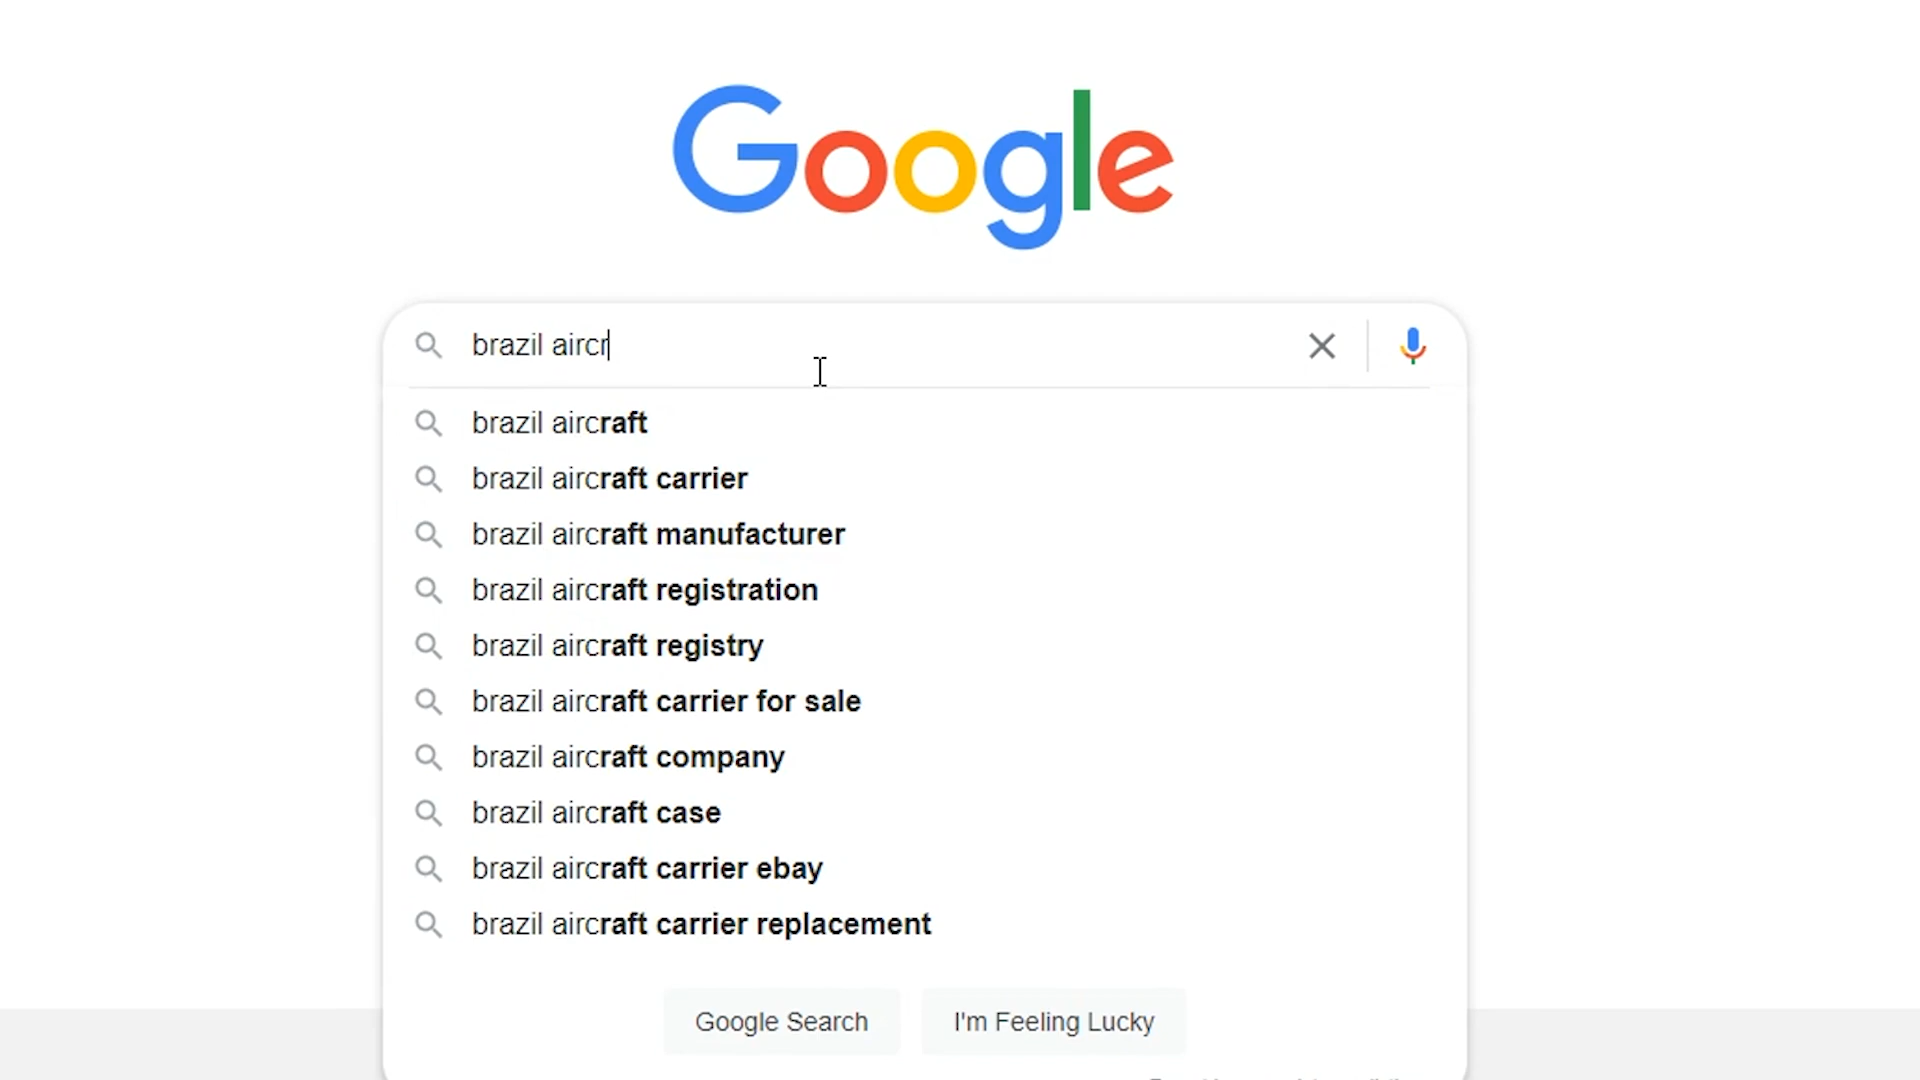 Google
brazil aircr
brazil aircraft
brazil aircraft carrier
brazil aircraft manufacturer
brazil aircraft registration
brazil aircraft registry
brazil aircraft carrier for sale
brazil aircraft company
brazil aircraft case
brazil aircraft carrier ebay
brazil aircraft carrier replacement
Google Search
I'm Feeling Lucky